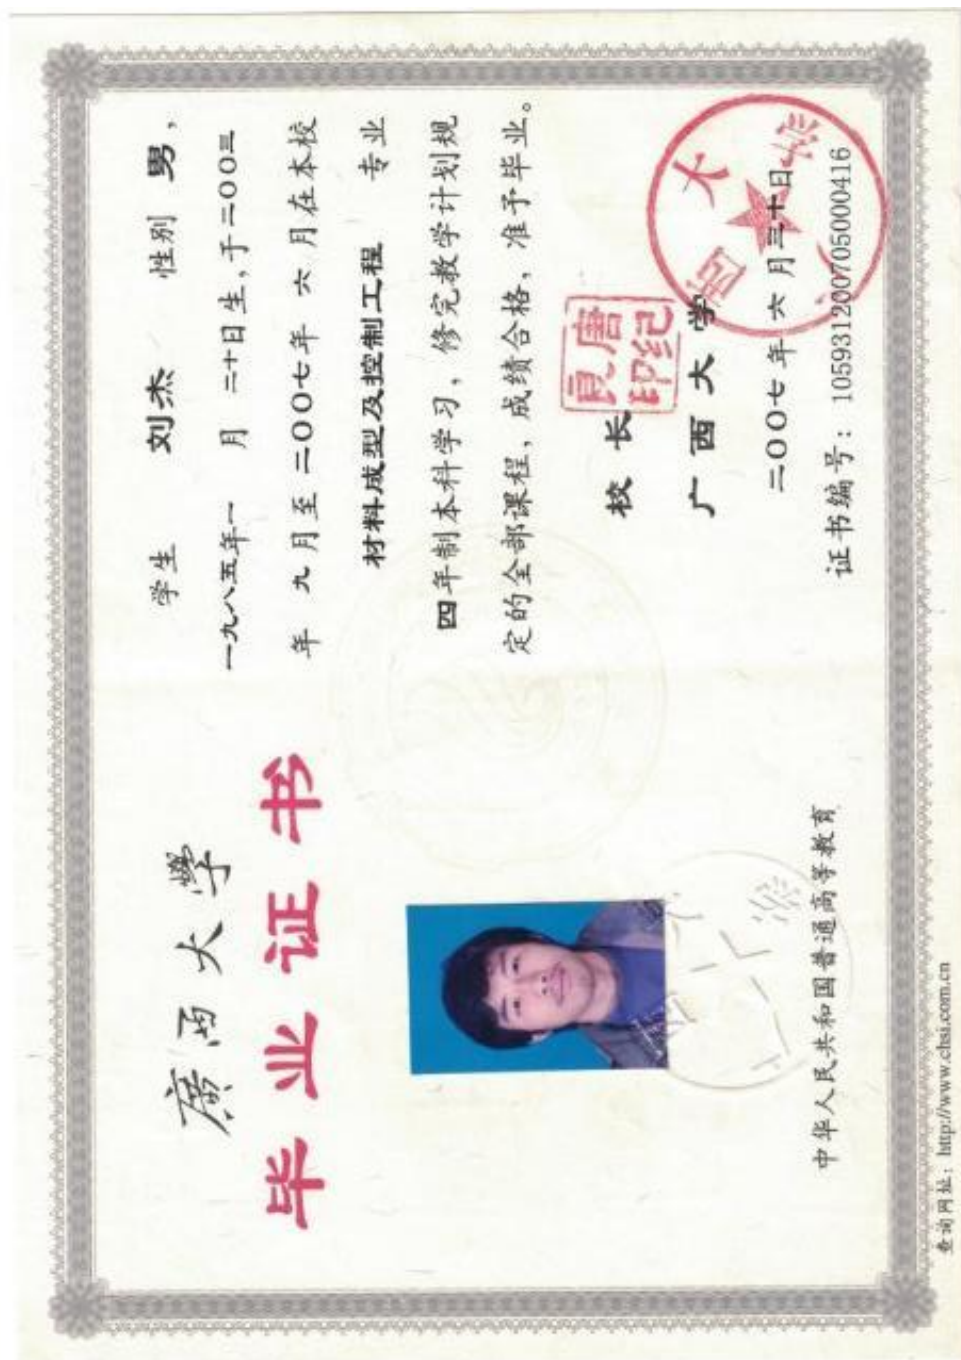 廣西大學
毕业证书
中华人民共和国普通高等教育
学生 刘杰 性别 男，
一九八五年一 月 二十日生，于二〇〇三
年 九 月至 二〇〇七年 六 月在本校
材料成型及控制工程 专业
四年制本科学习，修完教学计划规
定的全部课程，成绩合格，准予毕业。
校 长
唐纪良印
广 西 大 学
二〇〇七 年 六 月 三十日
证书编号：105931200705000416
查询网址：http://www.chsi.com.cn